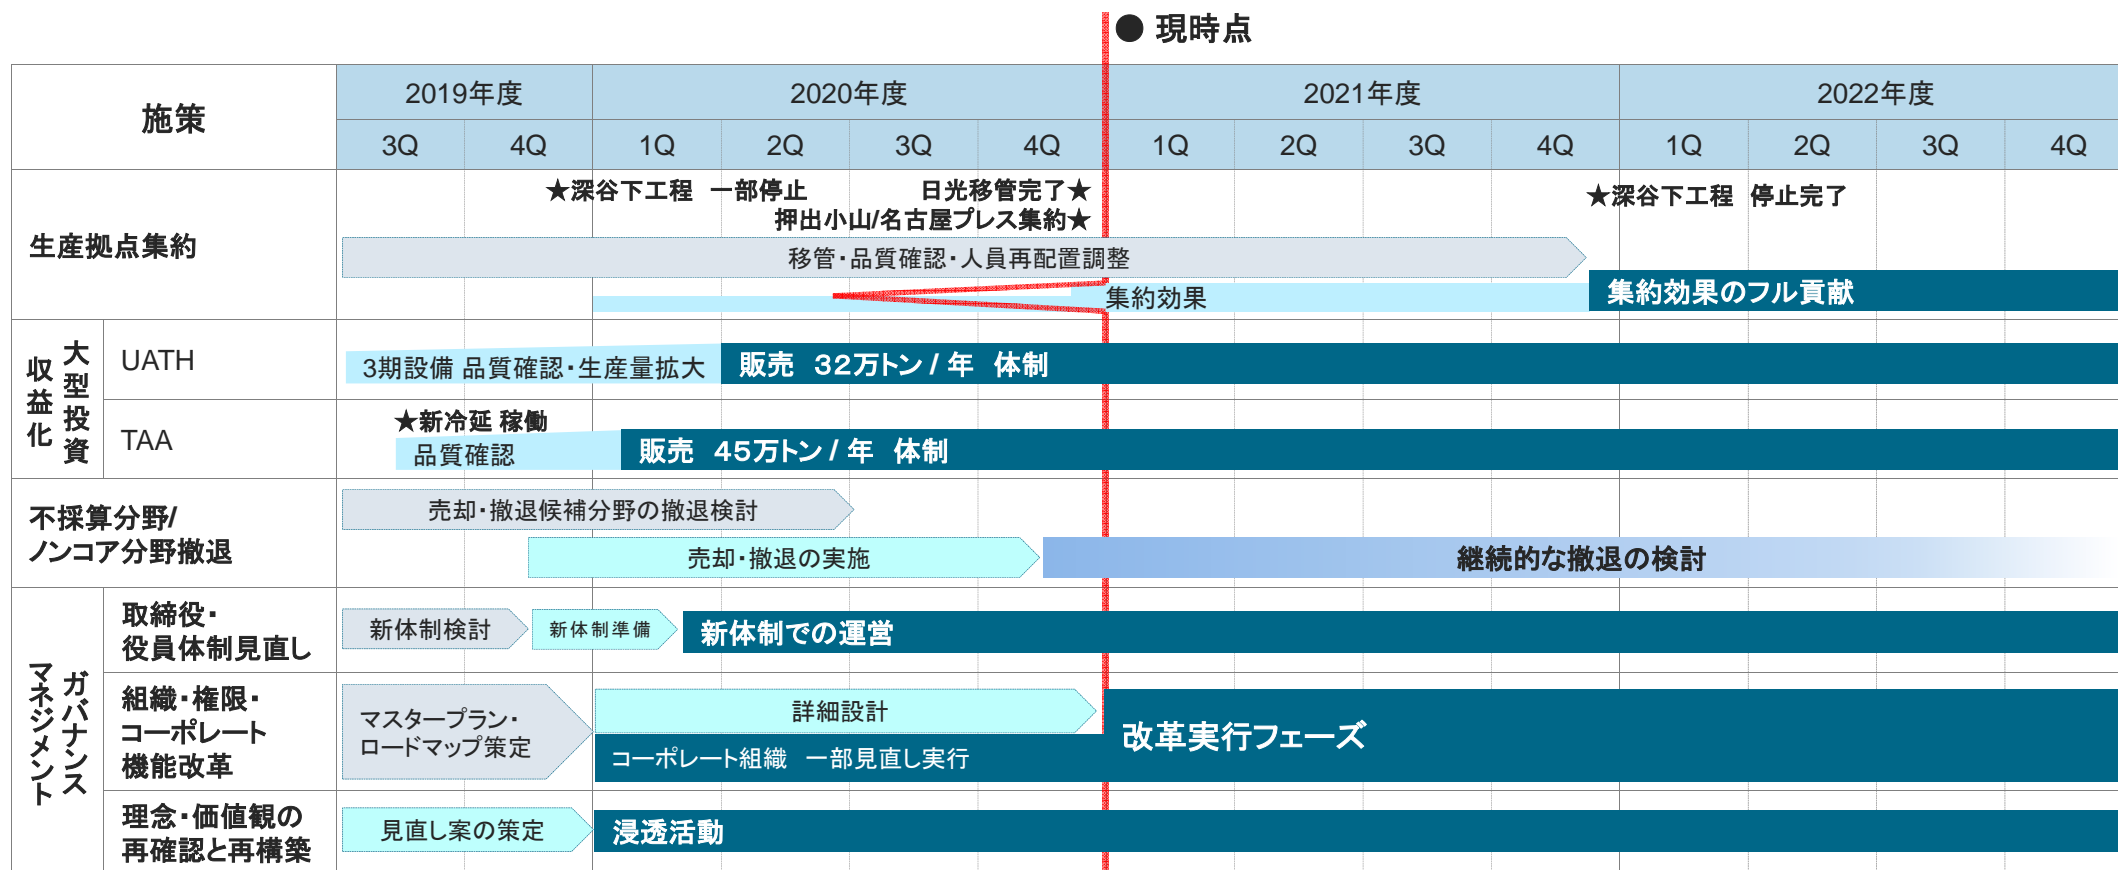 ● 現時点
施策
2019年度 2020年度 2021年度 2022年度
3Q 4Q 1Q 2Q 3Q 4Q 1Q 2Q 3Q 4Q 1Q 2Q 3Q 4Q
生産拠点集約
★深谷下工程 一部停止
日光移管完了★
押出小山/名古屋プレス集約★
★深谷下工程 停止完了
移管・品質確認・人員再配置調整
集約効果
集約効果のフル貢献
大型投資
収益化
UATH
3期設備 品質確認・生産量拡大
販売 32万トン / 年 体制
TAA
★新冷延 稼働
品質確認
販売 45万トン / 年 体制
不採算分野/
ノンコア分野撤退
売却・撤退候補分野の撤退検討
売却・撤退の実施
継続的な撤退の検討
ガバナンス
マネジメント
取締役・
役員体制見直し
新体制検討
新体制準備
新体制での運営
組織・権限・
コーポレート
機能改革
マスタープラン・
ロードマップ策定
詳細設計
コーポレート組織 一部見直し実行
改革実行フェーズ
理念・価値観の
再確認と再構築
見直し案の策定
浸透活動